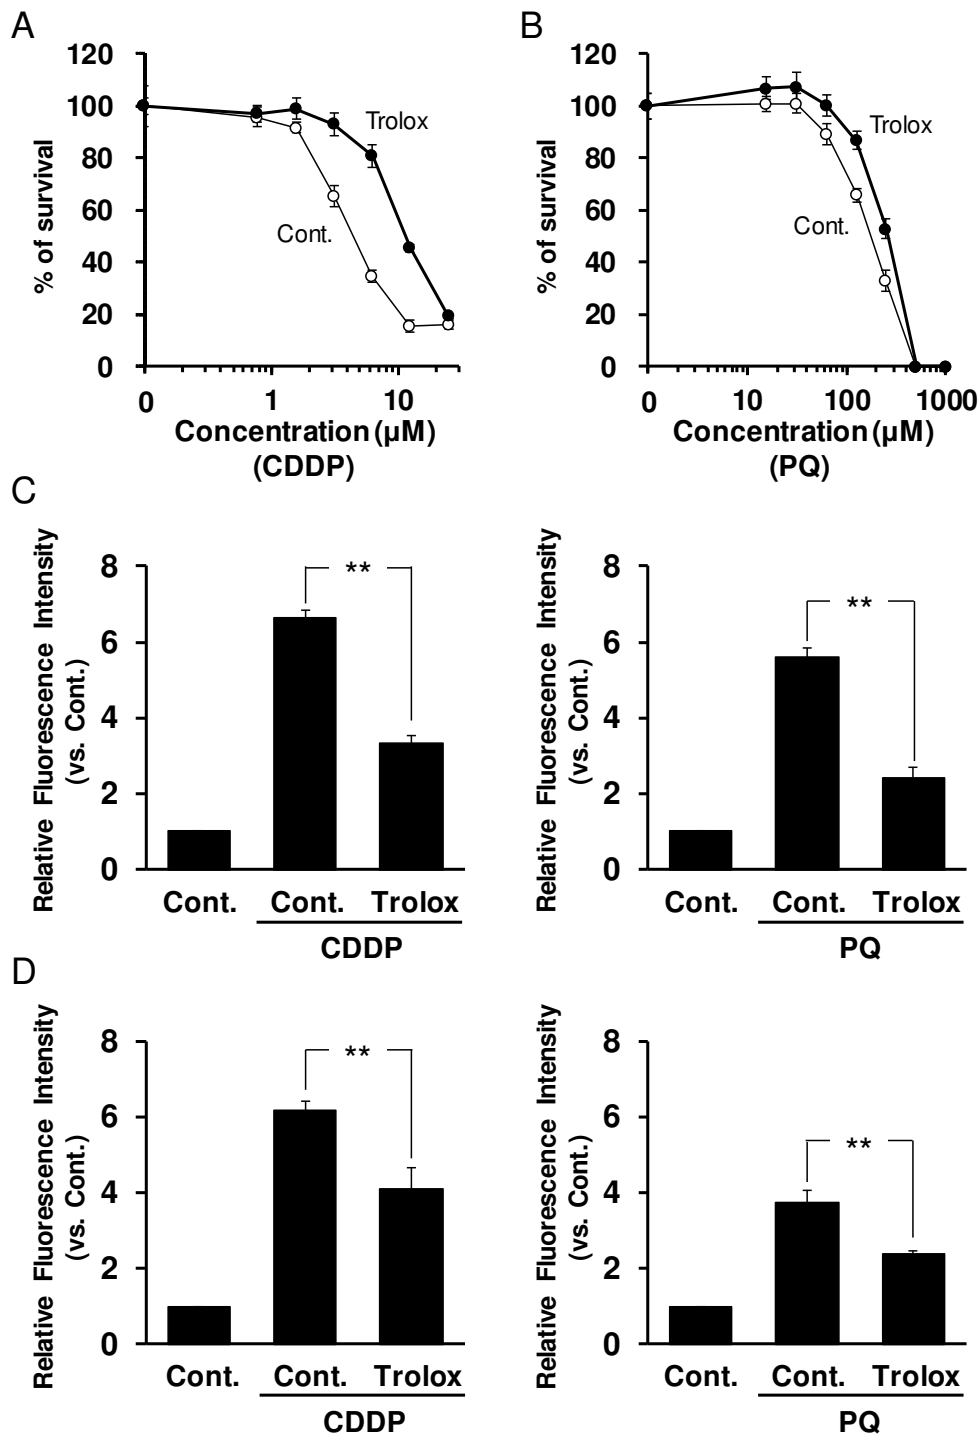 A
120
100
80
60
40
20
0
% of survival
Trolox
Cont.
0 1 10
Concentration (µM)
(CDDP)
B
120
100
80
60
40
20
0
% of survival
Trolox
Cont.
0 10 100 1000
Concentration (µM)
(PQ)
C
Relative Fluorescence Intensity
(vs. Cont.)
8
6
4
2
0
**
Cont. Cont. Trolox
CDDP
Relative Fluorescence Intensity
(vs. Cont.)
8
6
4
2
0
**
Cont. Cont. Trolox
PQ
D
Relative Fluorescence Intensity
(vs. Cont.)
8
6
4
2
0
**
Cont. Cont. Trolox
CDDP
Relative Fluorescence Intensity
(vs. Cont.)
8
6
4
2
0
**
Cont. Cont. Trolox
PQ